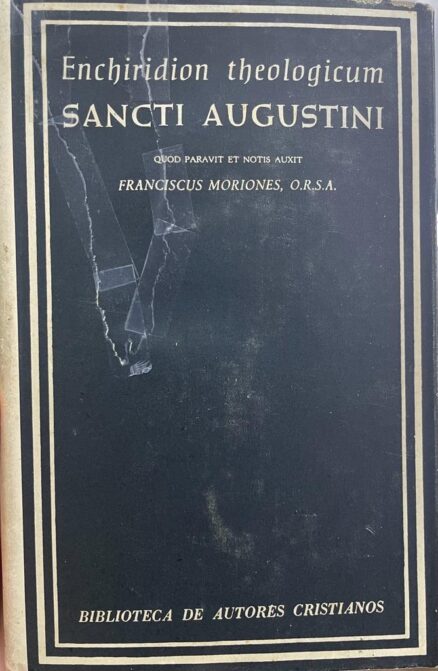 Enchiridion theologicum
SANCTI AUGUSTINI
QUOD PARAVIT ET NOTIS AUXIT
FRANCISCUS MORIONES, O.R.S.A.
BIBLIOTECA DE AUTORES CRISTIANOS